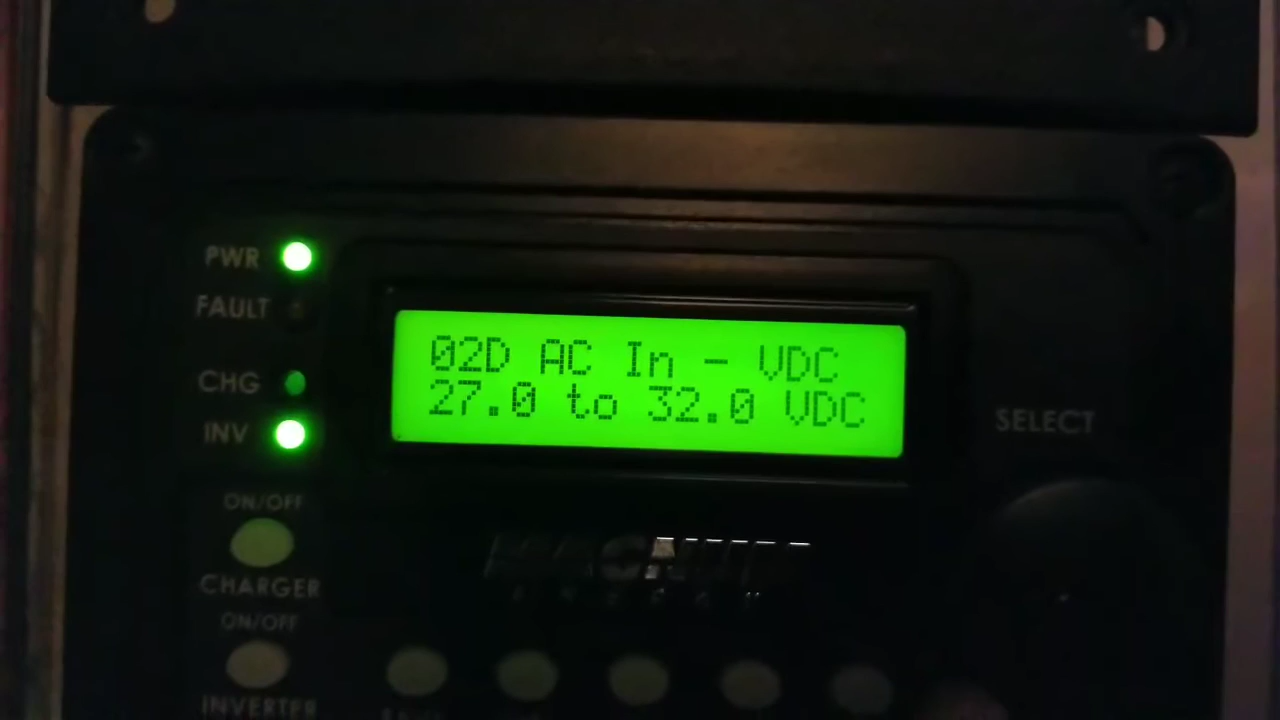 PWR
FAULT
CHG
INV
02D AC In - VDC
27.0 to 32.0 VDC
SELECT
ON/OFF
CHARGER
ON/OFF
INVERTER